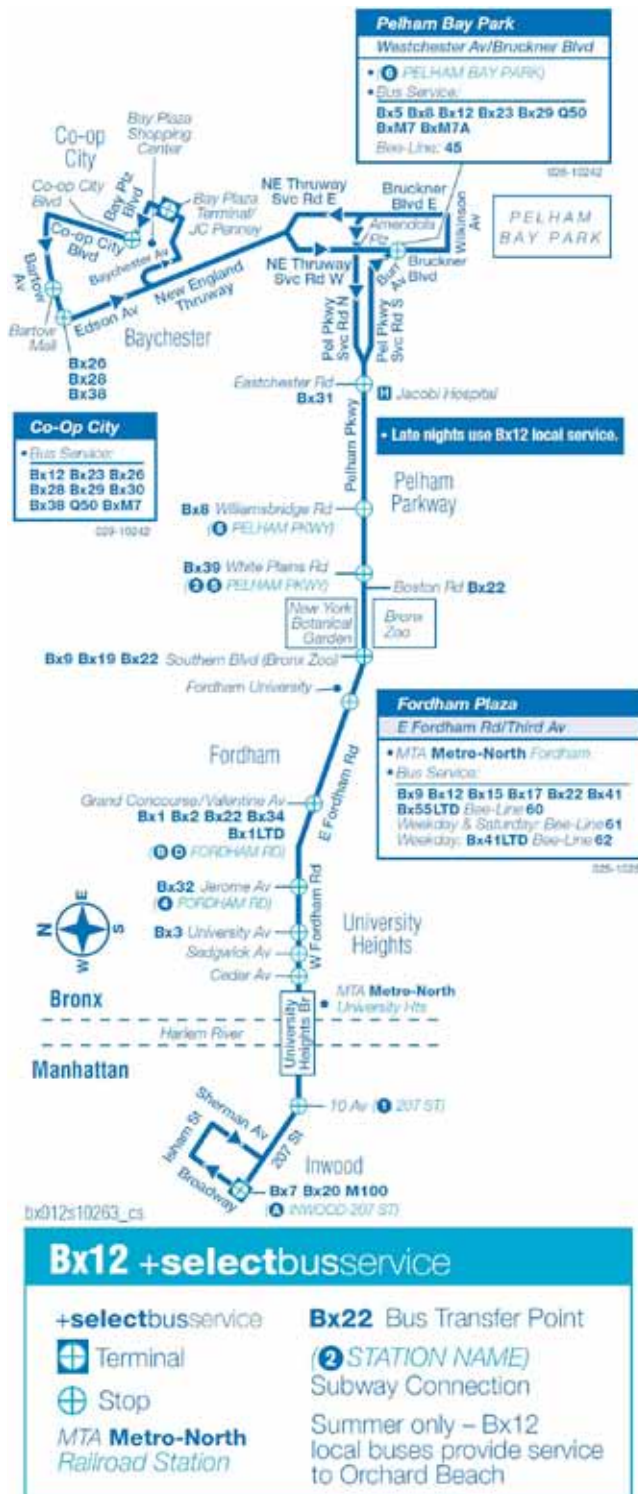 Pelham Bay Park
Westchester Av/Bruckner Blvd
• (6 PELHAM BAY PARK)
• Bus Service:
Bx5 Bx8 Bx12 Bx23 Bx29 Q50
BxM7 BxM7A
Bee-Line: 45
026-10242
Co-op
City
Bay Plaza
Shopping
Center
Co-op City
Blvd
Bay Plz
Blvd
Bay Plaza
Terminal/
JC Penney
Co-op City
Blvd
Baychester Av
Bartow
Av
Bartow
Mall
Edson Av
New England
Thruway
Baychester
Bx26
Bx28
Bx38
NE Thruway
Svc Rd E
Bruckner
Blvd E
Wilkinson
Av
PELHAM
BAY PARK
Amendola
Plz
NE Thruway
Svc Rd W
Burr
Av
Bruckner
Blvd
Pel Pkwy
Svc Rd N
Pel Pkwy
Svc Rd S
Eastchester Rd
Bx31
H Jacobi Hospital
Co-Op City
• Bus Service:
Bx12 Bx23 Bx26
Bx28 Bx29 Bx30
Bx38 Q50 BxM7
029-10242
• Late nights use Bx12 local service.
Pelham Pkwy
Pelham
Parkway
Bx8 Williamsbridge Rd
(5 PELHAM PKWY)
Bx39 White Plains Rd
(2 5 PELHAM PKWY)
Boston Rd Bx22
New York
Botanical
Garden
Bronx
Zoo
Bx9 Bx19 Bx22 Southern Blvd (Bronx Zoo)
Fordham University
Fordham Plaza
E Fordham Rd/Third Av
• MTA Metro-North Fordham
• Bus Service:
Bx9 Bx12 Bx15 Bx17 Bx22 Bx41
Bx55LTD Bee-Line 60
Weekday & Saturday: Bee-Line 61
Weekday: Bx41LTD Bee-Line 62
Fordham
E Fordham Rd
Grand Concourse/Valentine Av
Bx1 Bx2 Bx22 Bx34
Bx1LTD
(B D FORDHAM RD)
Bx32 Jerome Av
(4 FORDHAM RD)
W Fordham Rd
Bx3 University Av
Sedgwick Av
Cedar Av
University
Heights
N
E
S
W
Bronx
Harlem River
Manhattan
University
Heights Br
MTA Metro-North
University Hts
10 Av (1 207 ST)
Sherman Av
Isham St
207 St
Broadway
Inwood
Bx7 Bx20 M100
(A INWOOD-207 ST)
bx012s10263_cs
Bx12 +selectbusservice
+selectbusservice
Terminal
Stop
MTA Metro-North
Railroad Station
Bx22 Bus Transfer Point
(2 STATION NAME)
Subway Connection
Summer only – Bx12
local buses provide service
to Orchard Beach